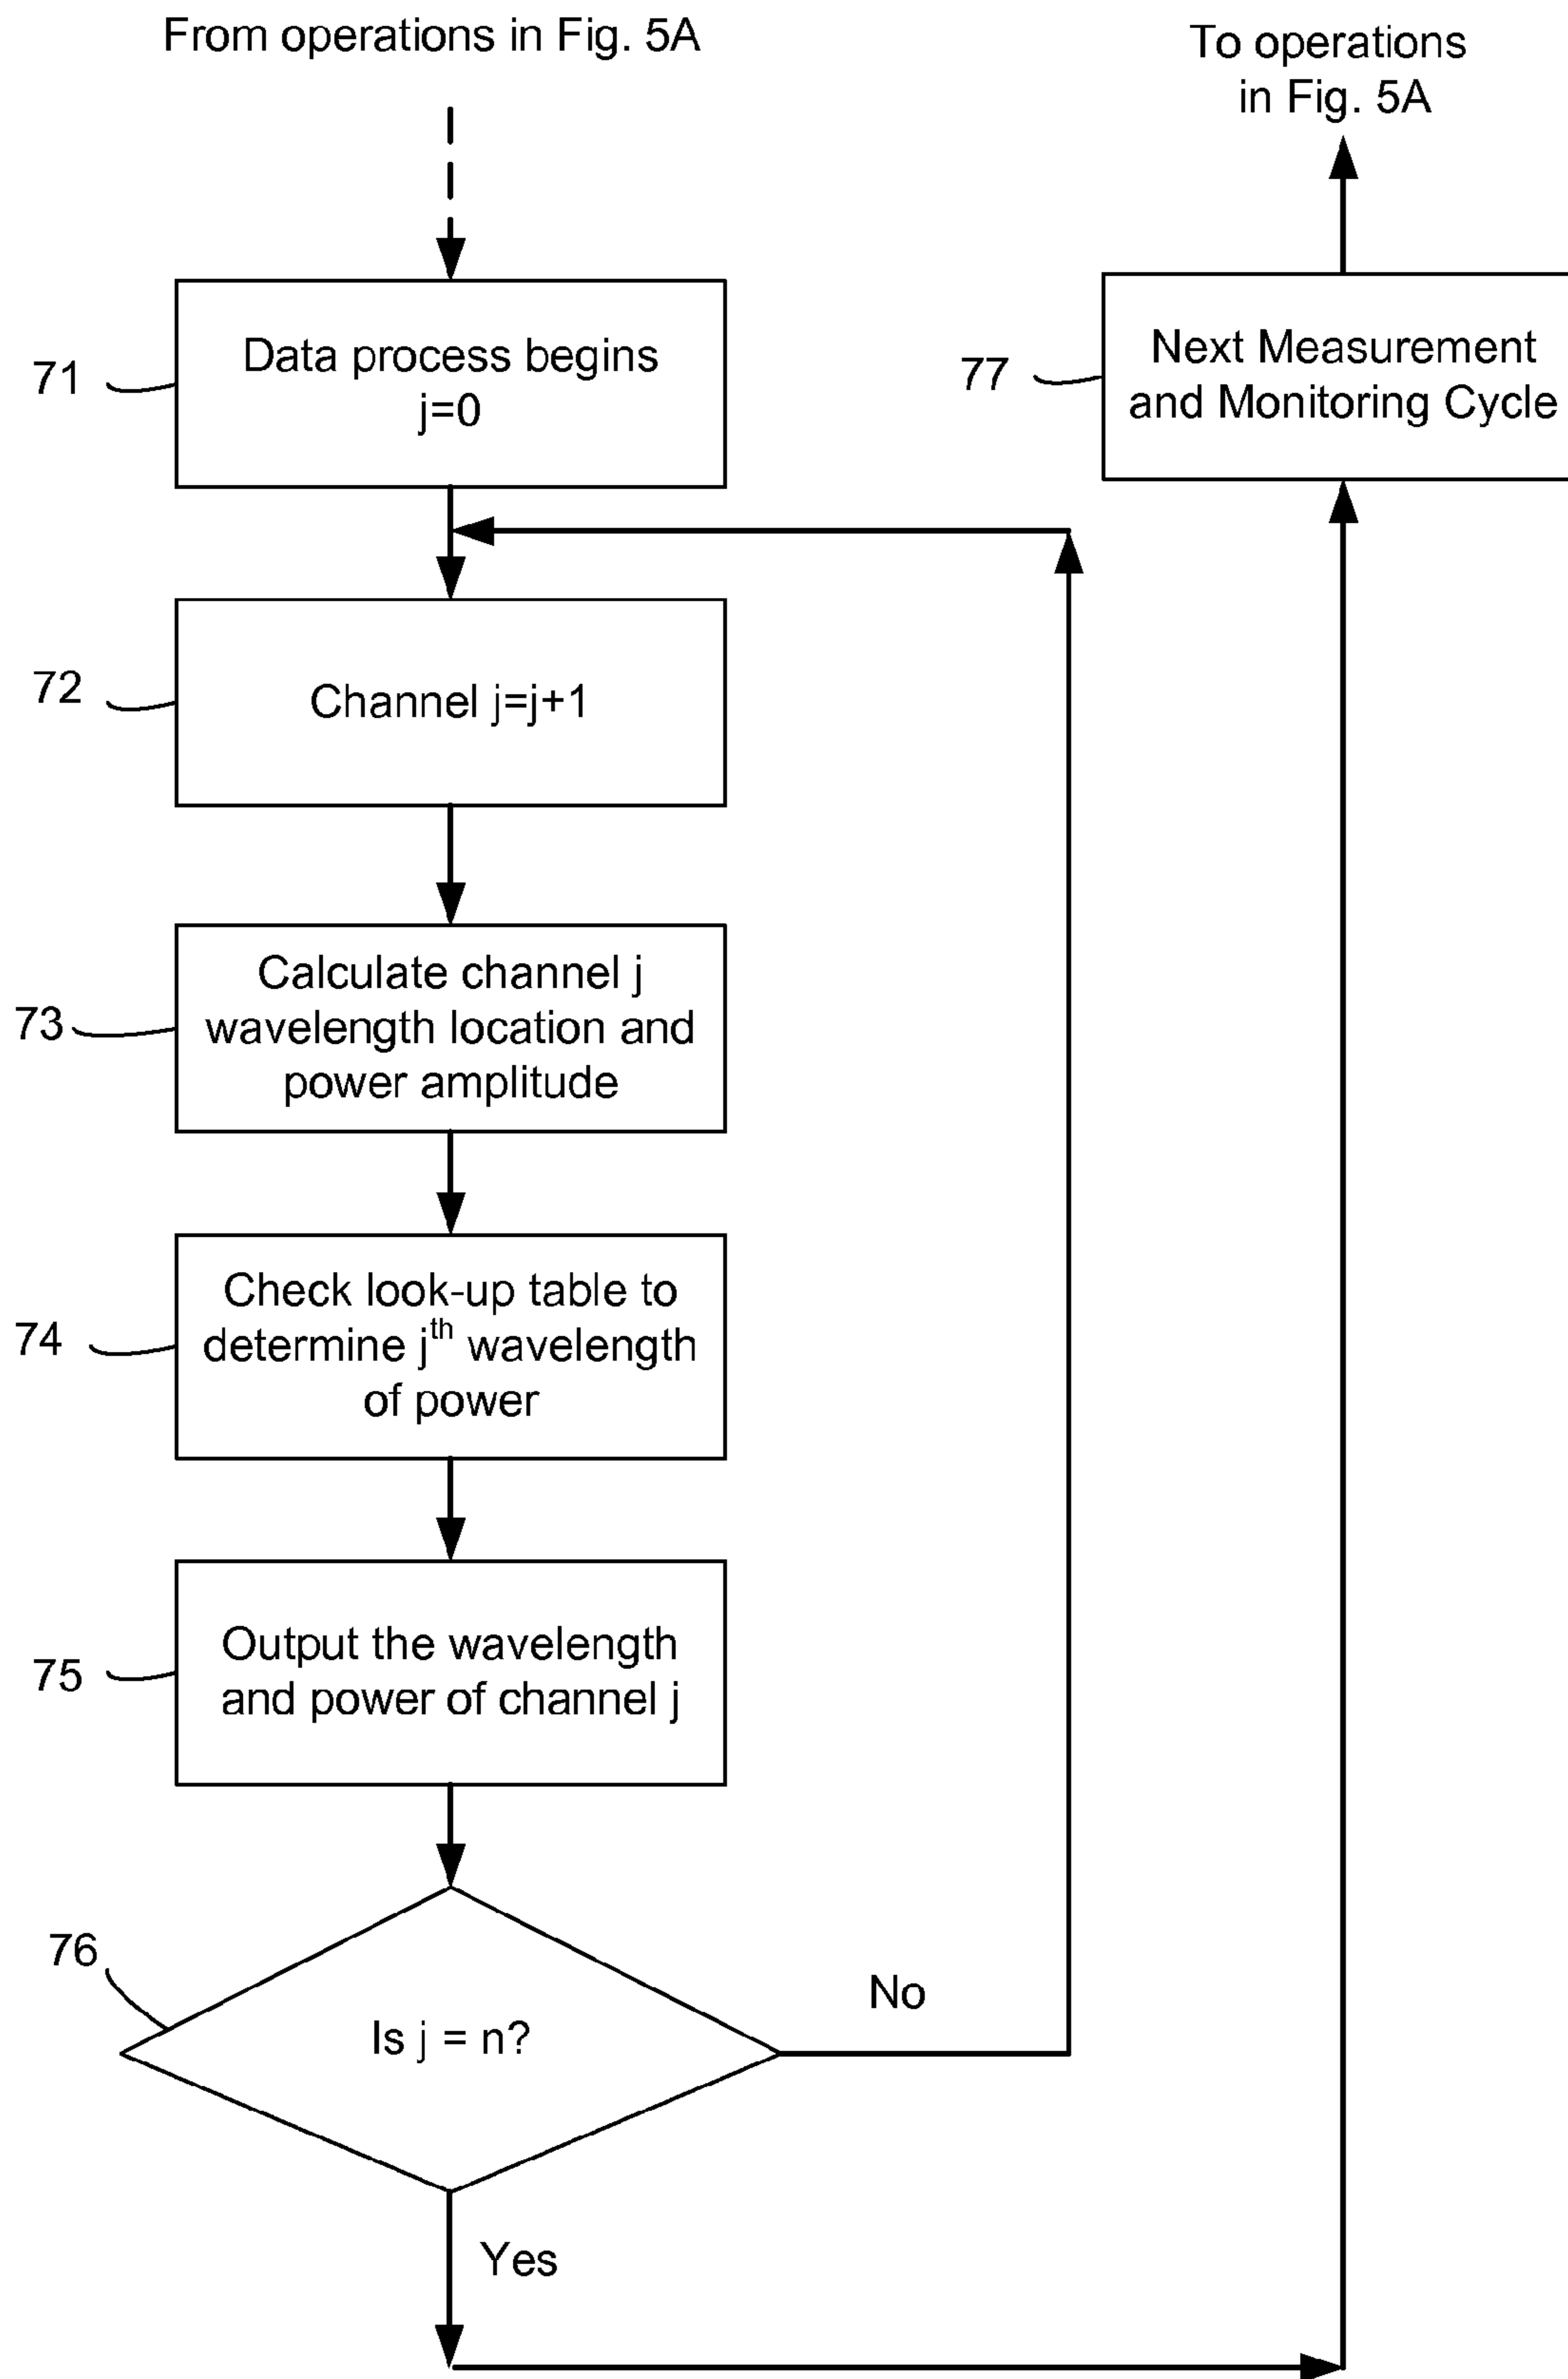 From operations in Fig. 5A
To operations
in Fig. 5A
71
Data process begins
j=0
77
Next Measurement
and Monitoring Cycle
72
Channel j=j+1
73
Calculate channel j
wavelength location and
power amplitude
74
Check look-up table to
determine jth wavelength
of power
75
Output the wavelength
and power of channel j
76
Is j = n?
No
Yes